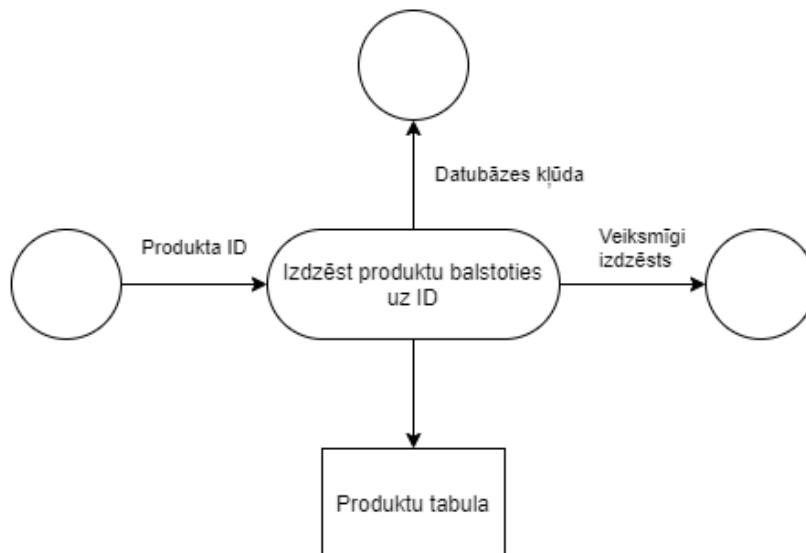 Datubāzes kļūda
Produkta ID
Izdzēst produktu balstoties
uz ID
Veiksmīgi
izdzēsts
Produktu tabula